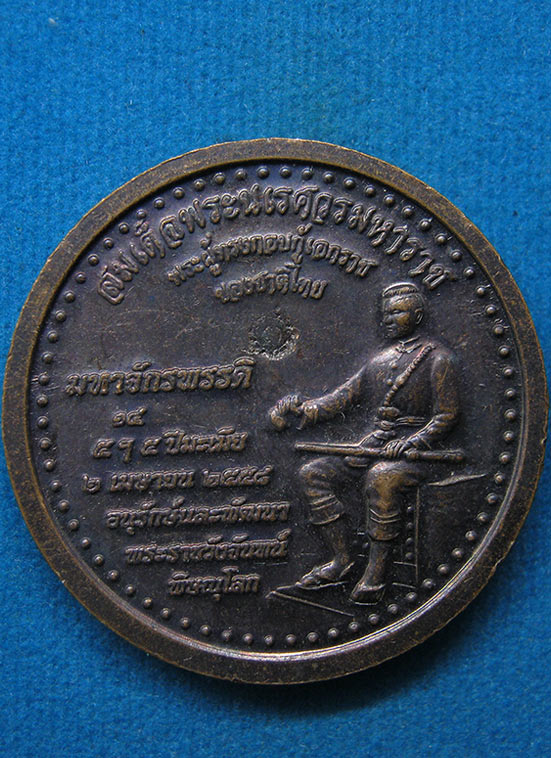 สมเด็จพระนเรศวรมหาราช
พระผู้ทรงกอบกู้เอกราช
ของชาติไทย
มหาจักรพรรดิ
๑๔
๕๖๕ ปีมะเมีย
๒ เมษายน ๒๕๕๘
อนุรักษ์และพัฒนา
พระราชวังจันทน์
พิษณุโลก